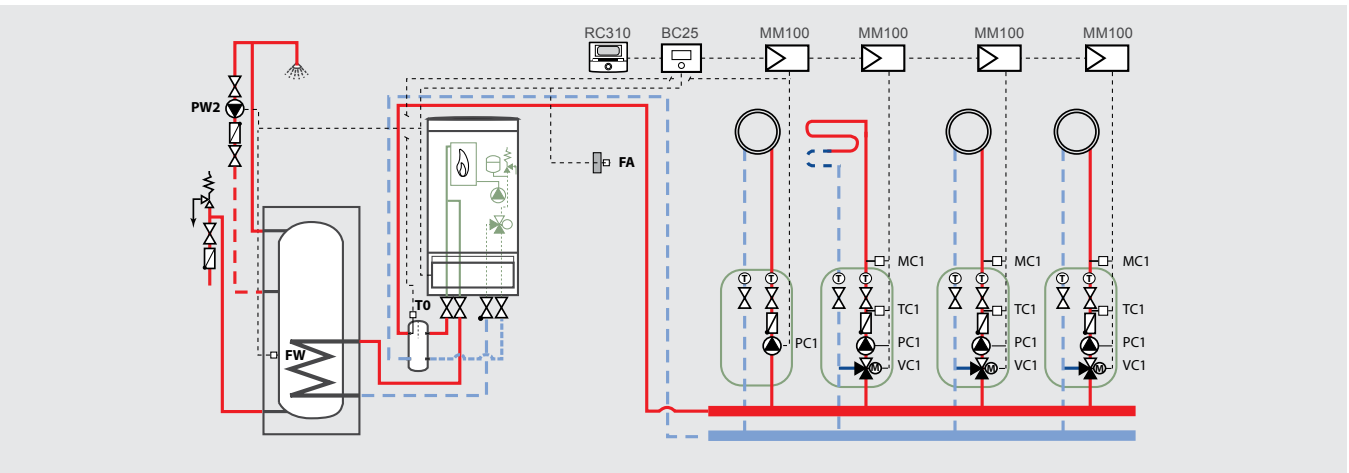 RC310 BC25 MM100 MM100 MM100 MM100
PW2
FA
T0
FW
T T T T T T T T
MC1 MC1 MC1
TC1 TC1 TC1
PC1 PC1 PC1 PC1
M VC1 M VC1 M VC1